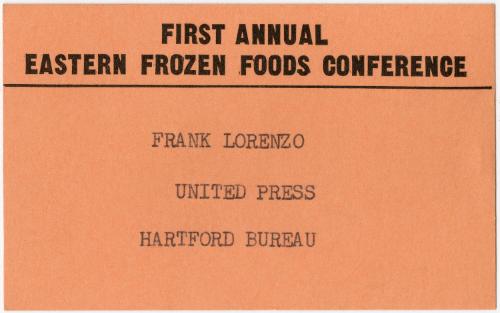 FIRST ANNUAL
EASTERN FROZEN FOODS CONFERENCE
FRANK LORENZO
UNITED PRESS
HARTFORD BUREAU